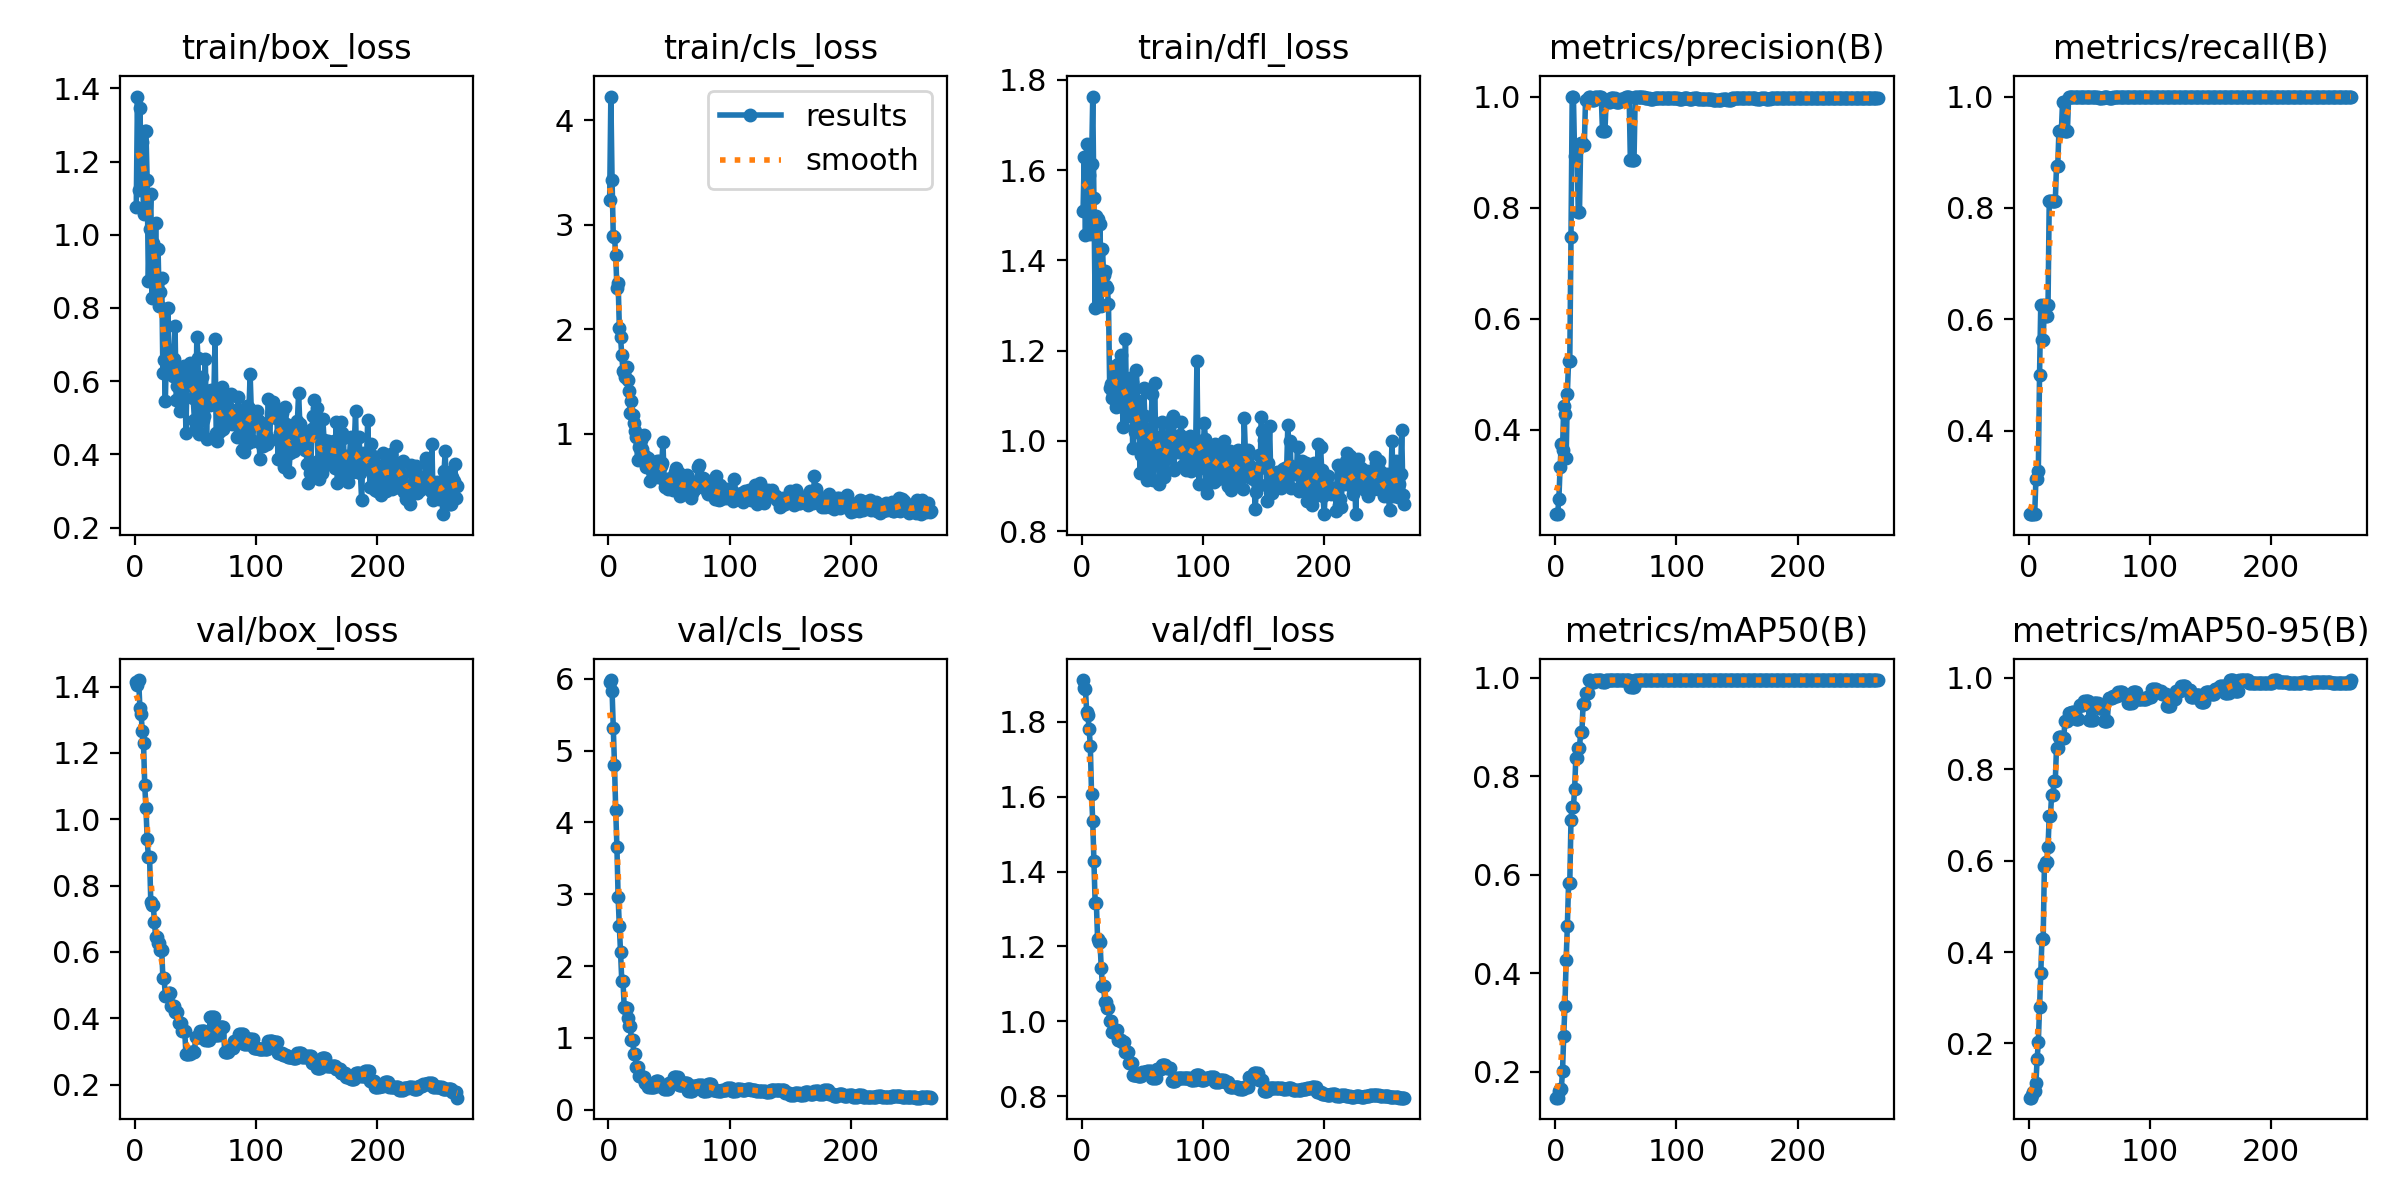 train/box_loss
train/cls_loss
train/dfl_loss
metrics/precision(B)
metrics/recall(B)
1.4
1.2
1.0
0.8
0.6
0.4
0.2
0 100 200
4
3
2
1
results
smooth
0 100 200
1.8
1.6
1.4
1.2
1.0
0.8
0 100 200
1.0
0.8
0.6
0.4
0 100 200
1.0
0.8
0.6
0.4
0 100 200
val/box_loss
val/cls_loss
val/dfl_loss
metrics/mAP50(B)
metrics/mAP50-95(B)
1.4
1.2
1.0
0.8
0.6
0.4
0.2
0 100 200
6
5
4
3
2
1
0
0 100 200
1.8
1.6
1.4
1.2
1.0
0.8
0 100 200
1.0
0.8
0.6
0.4
0.2
0 100 200
1.0
0.8
0.6
0.4
0.2
0 100 200